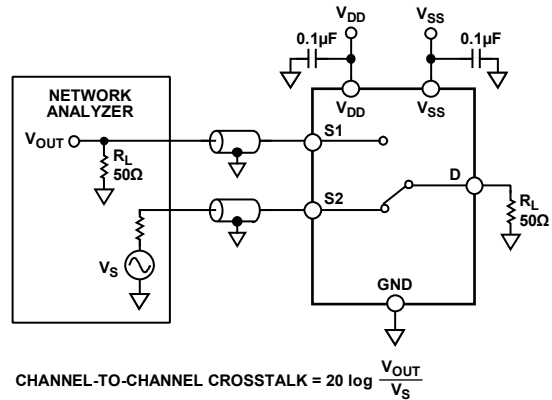 VDD
VSS
0.1µF
0.1µF
VDD
VSS
NETWORK
ANALYZER
VOUT
RL
50Ω
VS
S1
S2
D
RL
50Ω
GND
CHANNEL-TO-CHANNEL CROSSTALK = 20 log VOUT
VS